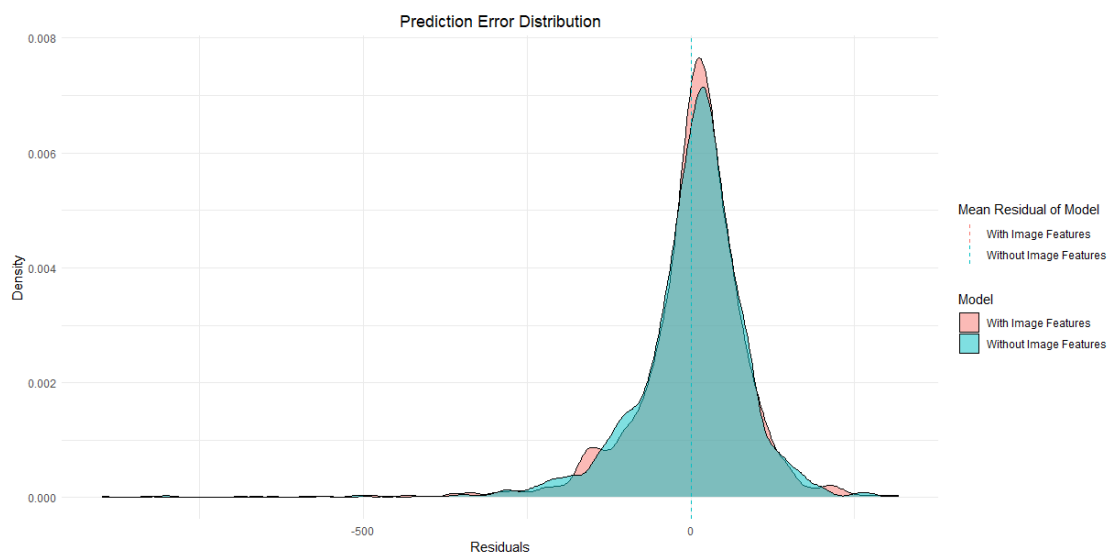 Prediction Error Distribution
0.008
0.006
0.004
0.002
0.000
Density
-500
0
Residuals
Mean Residual of Model
With Image Features
Without Image Features
Model
With Image Features
Without Image Features